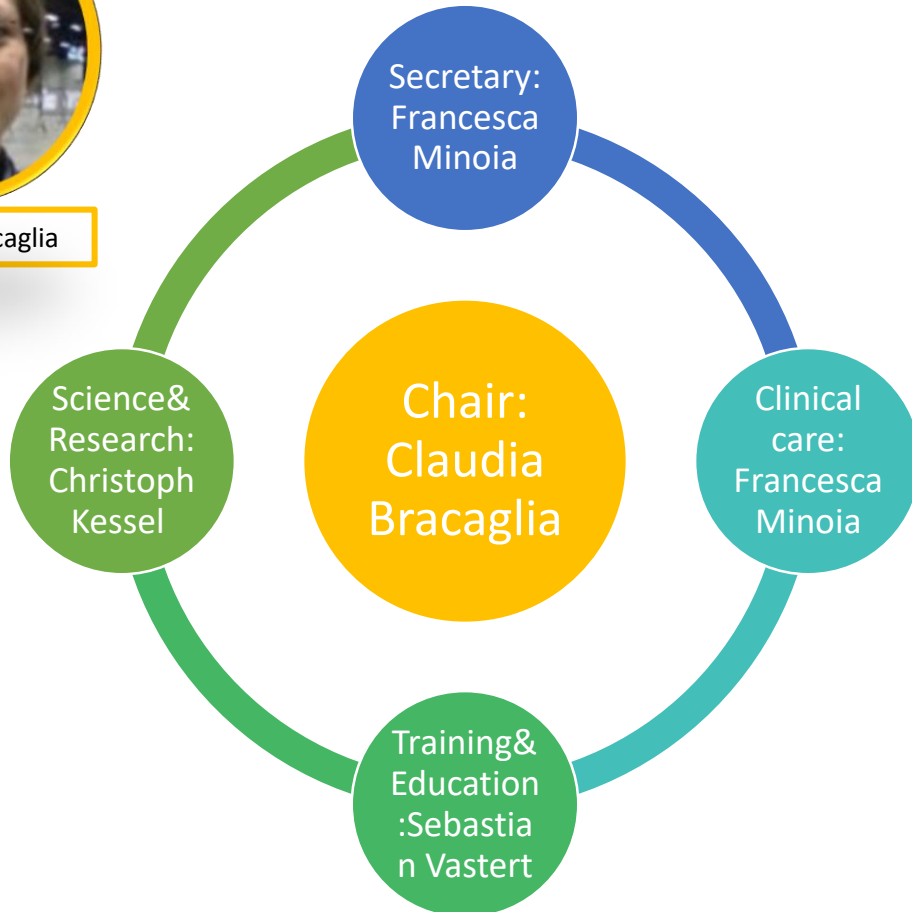 Secretary:
Francesca
Minoia
caglia
Science&
Research:
Christoph
Kessel
Chair:
Claudia
Bracaglia
Clinical
care:
Francesca
Minoia
Training&
Education
:Sebastia
n Vastert